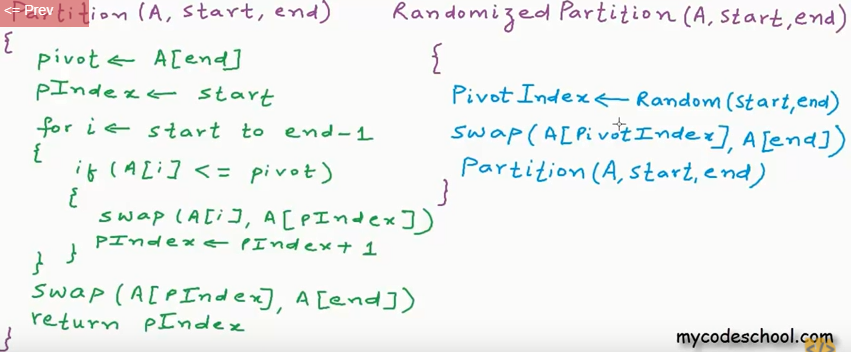 <= Prev
Partition (A, start, end)
{
pivot ← A[end]
pIndex ← start
for i ← start to end-1
{
if (A[i] <= pivot)
{
swap (A[i], A[pIndex])
pIndex ← pIndex + 1
} }
swap (A[pIndex], A[end])
return pIndex
}
Randomized Partition (A, start, end)
{
Pivot Index ← Random (start, end)
swap (A[PivotIndex], A[end])
Partition (A, start, end)
}
mycodeschool.com